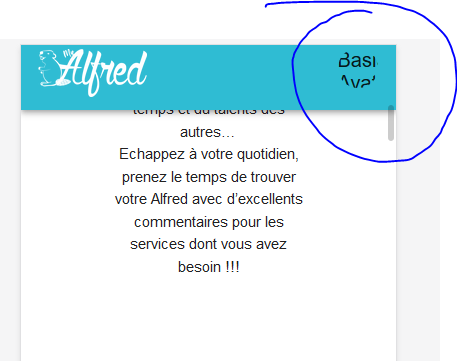 My Alfred
Basi
Ava
temps et du talents des
autres...
Echappez à votre quotidien,
prenez le temps de trouver
votre Alfred avec d'excellents
commentaires pour les
services dont vous avez
besoin !!!